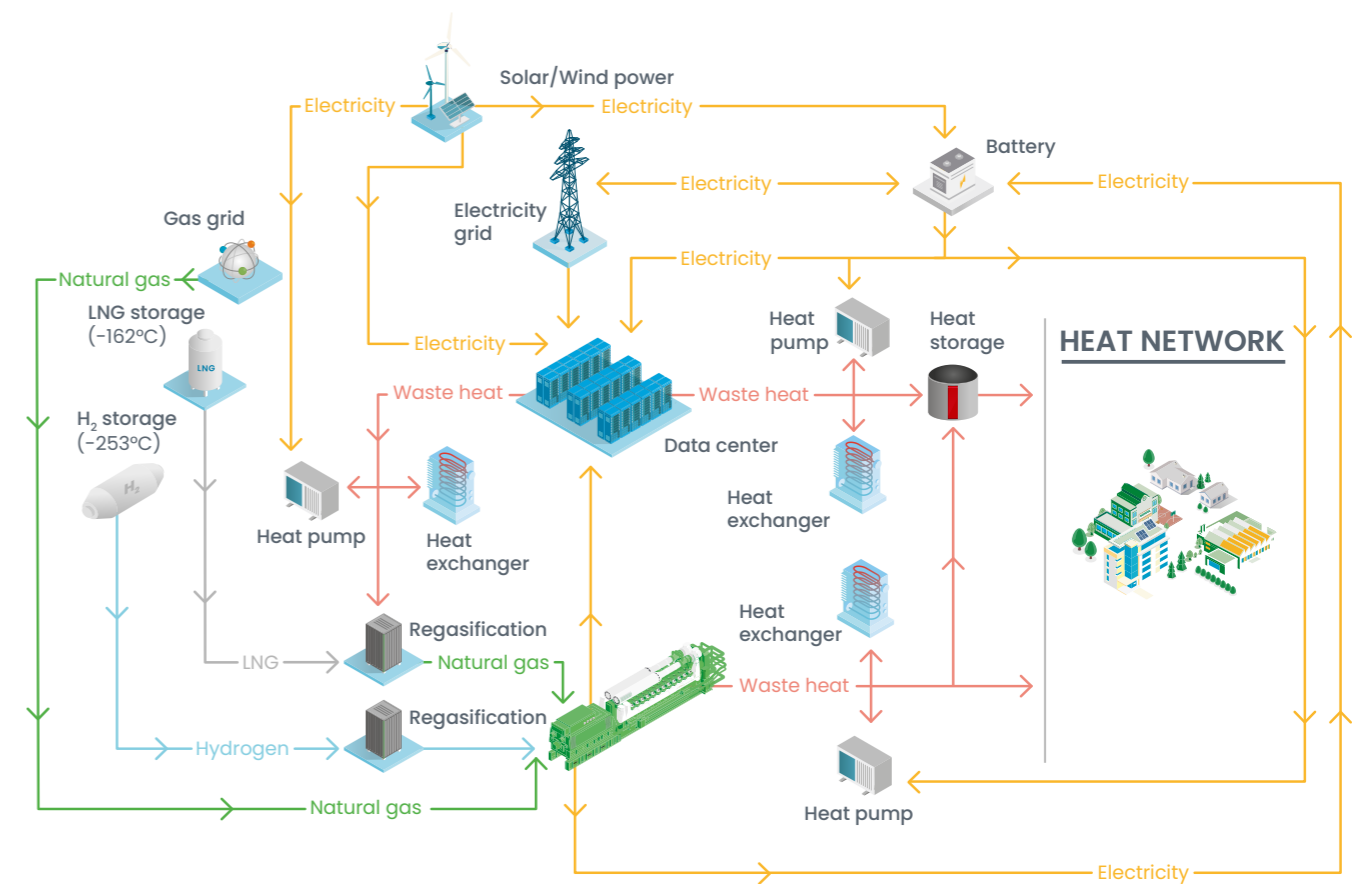 Solar/Wind power
Electricity
Electricity
Battery
Electricity
Electricity
Electricity
grid
Gas grid
Electricity
Natural gas
LNG storage
(-162ºC)
LNG
Heat
pump
Heat
storage
HEAT NETWORK
Electricity
Waste heat
Waste heat
H₂ storage
(-253ºC)
H₂
Data center
Heat
exchanger
Heat pump
Heat
exchanger
Heat
exchanger
Regasification
LNG
Natural gas
Waste heat
Regasification
Hydrogen
Natural gas
Heat pump
Electricity